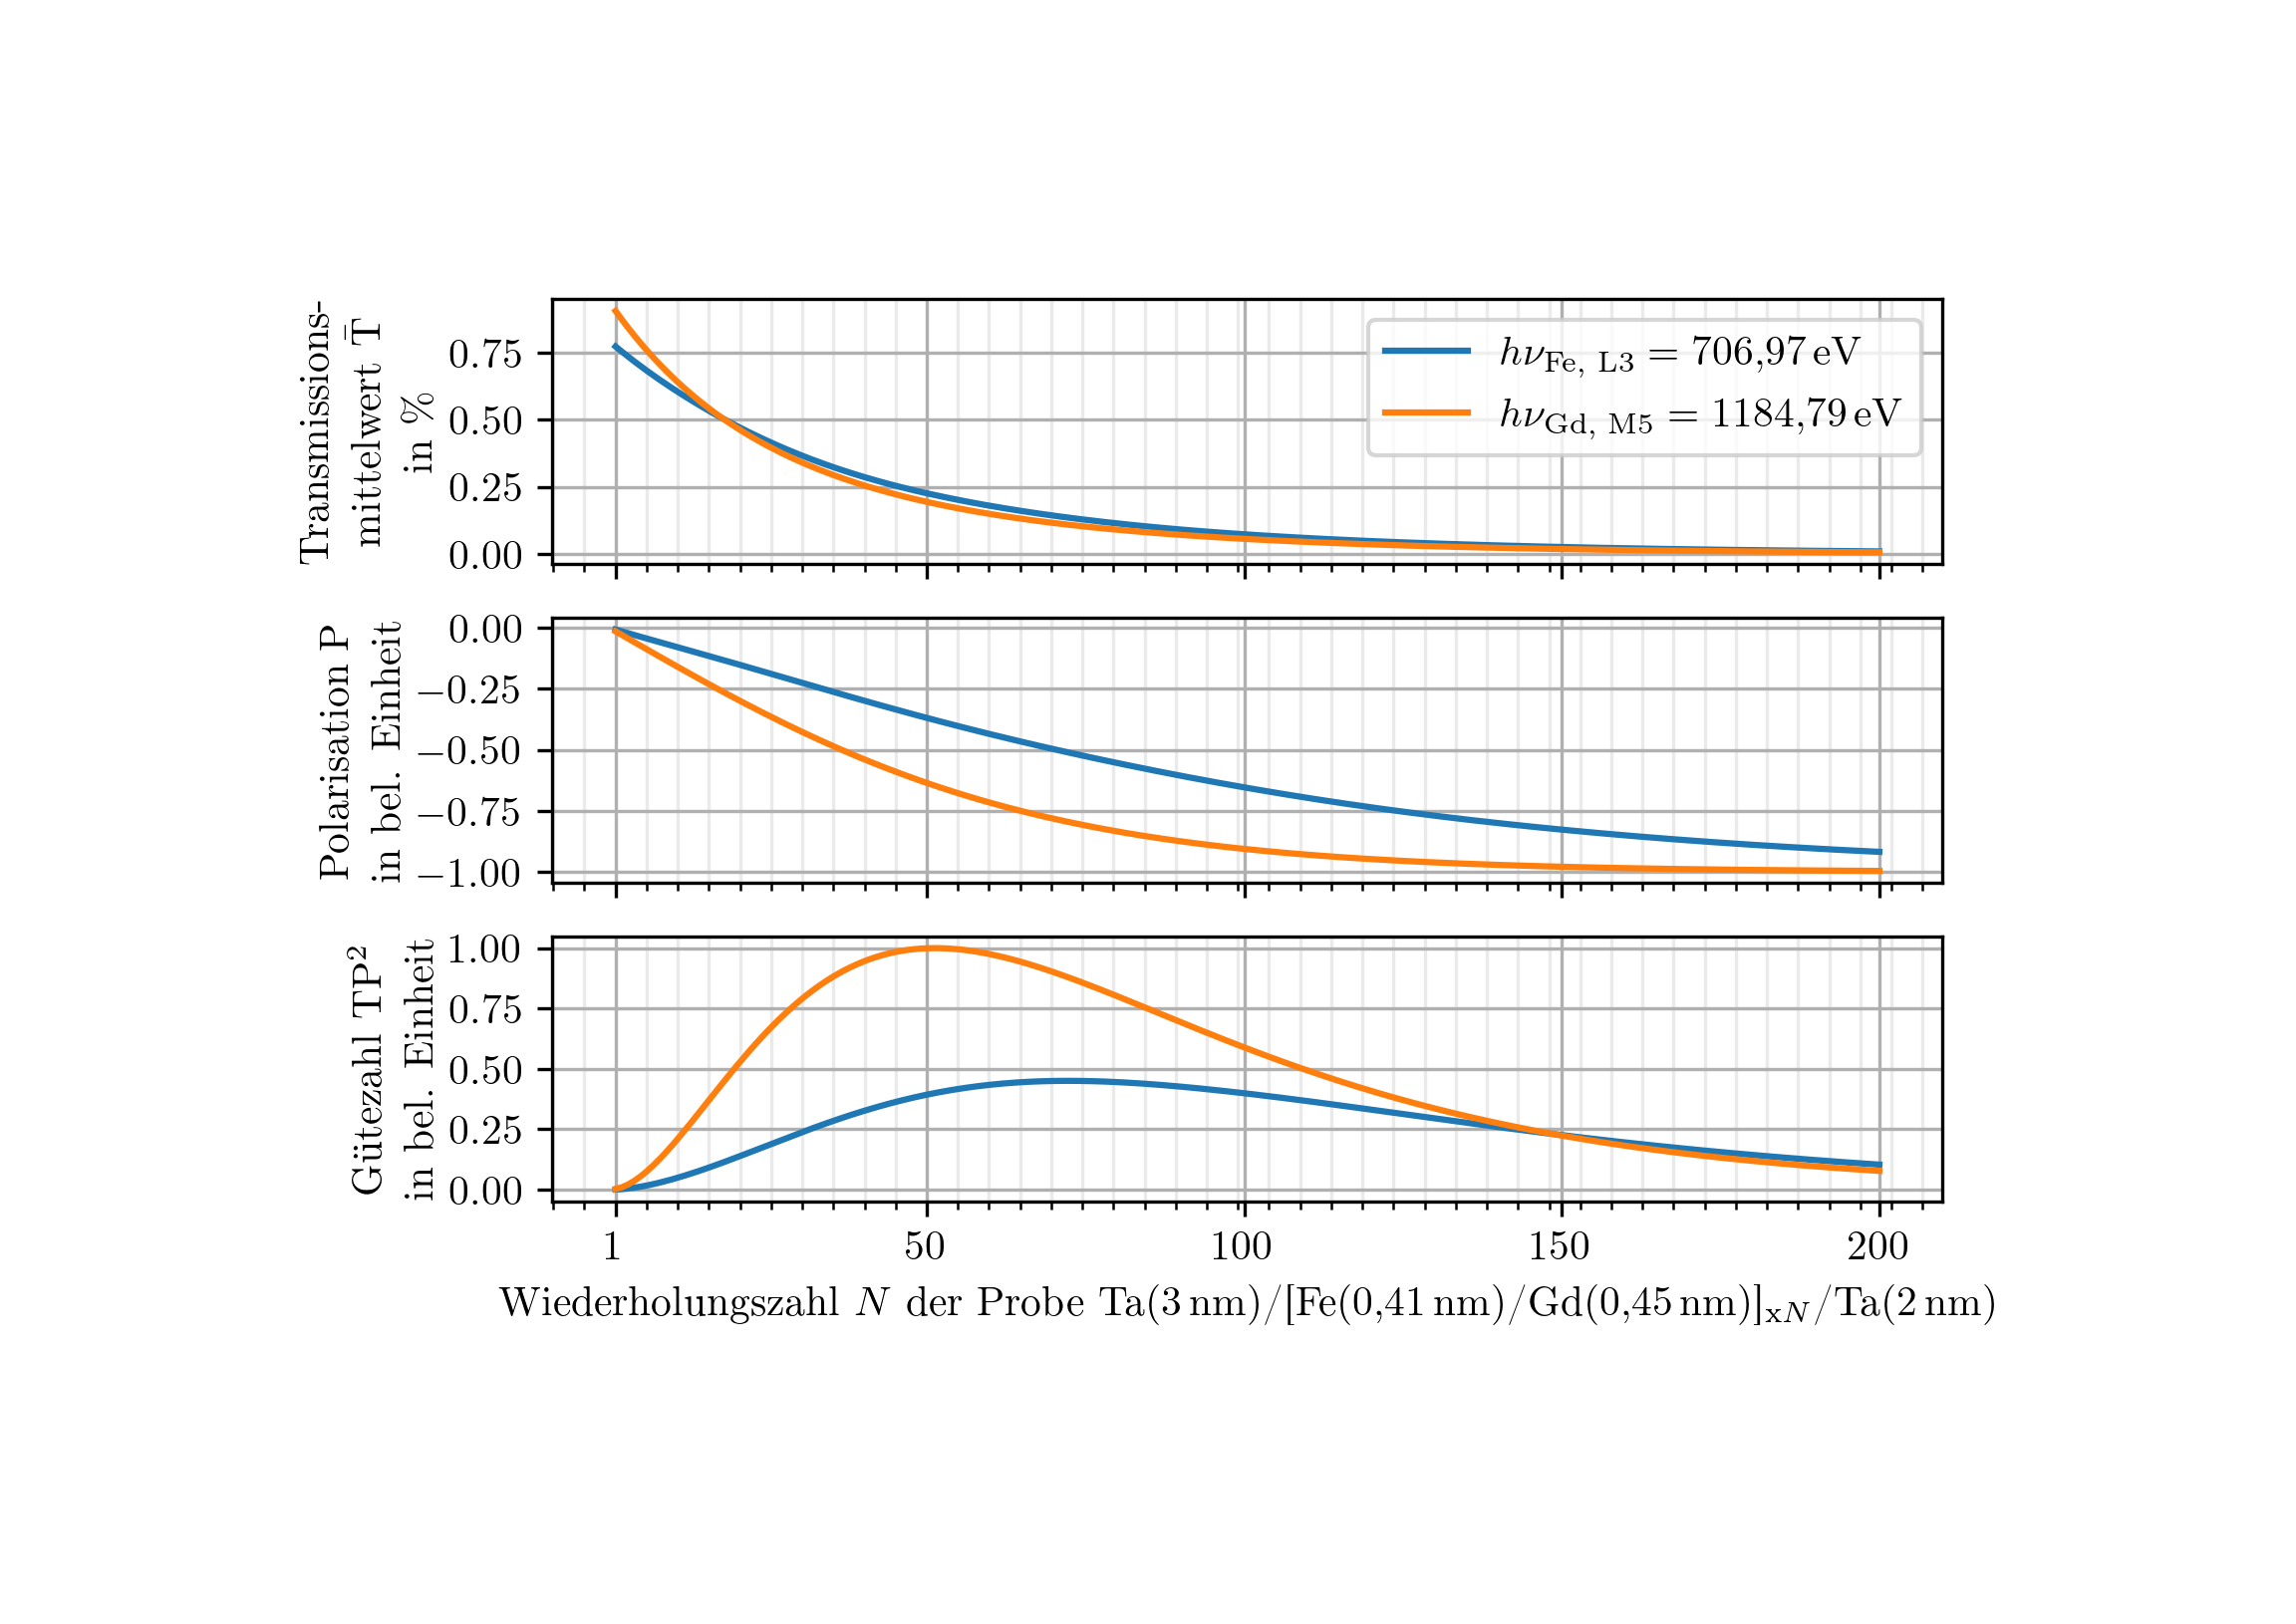 Transmissions-
mittelwert T̄
in %
0.75
0.50
0.25
0.00
hν_Fe, L3 = 706,97 eV
hν_Gd, M5 = 1184,79 eV
Polarisation P
in bel. Einheit
0.00
−0.25
−0.50
−0.75
−1.00
Gütezahl TP²
in bel. Einheit
1.00
0.75
0.50
0.25
0.00
1 50 100 150 200
Wiederholungszahl N der Probe Ta(3 nm)/[Fe(0,41 nm)/Gd(0,45 nm)]_xN/Ta(2 nm)